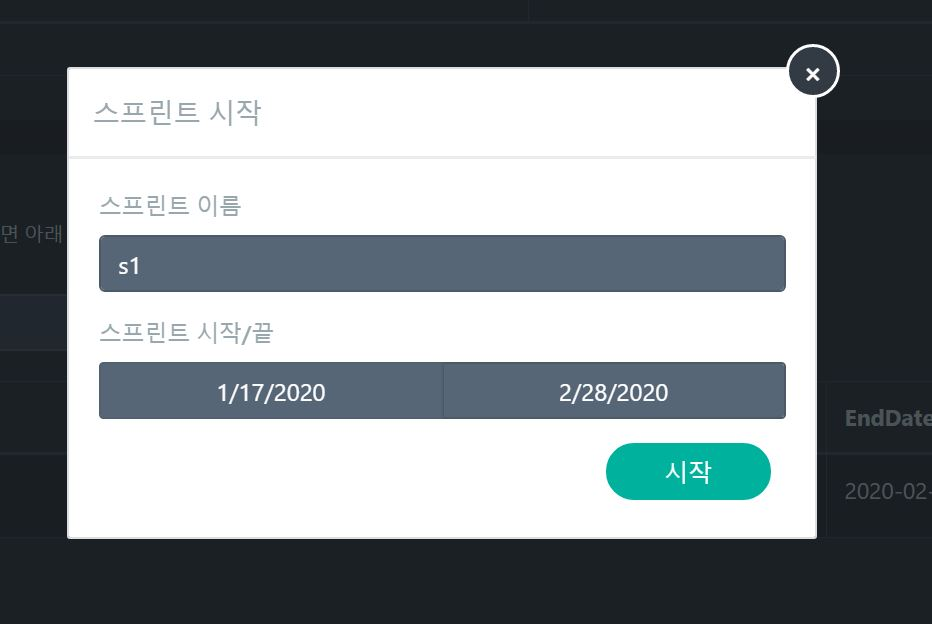 ×
스프린트 시작
스프린트 이름
면 아래
s1
스프린트 시작/끝
1/17/2020 2/28/2020
EndDate
시작
2020-02-